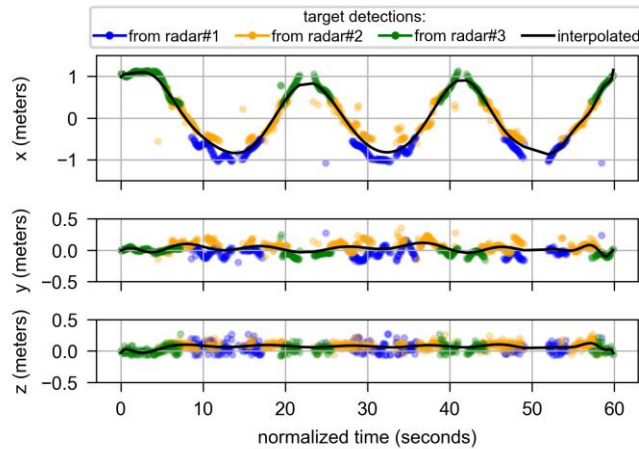 target detections:
from radar#1 from radar#2 from radar#3 interpolated
x (meters)
1
0
−1
y (meters)
0.5
0.0
−0.5
z (meters)
0.5
0.0
−0.5
0 10 20 30 40 50 60
normalized time (seconds)